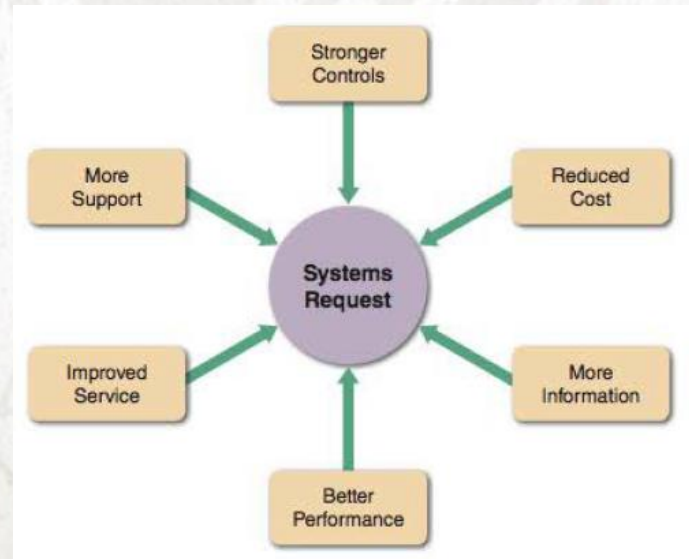 Stronger
Controls
More
Support
Reduced
Cost
Systems
Request
Improved
Service
More
Information
Better
Performance